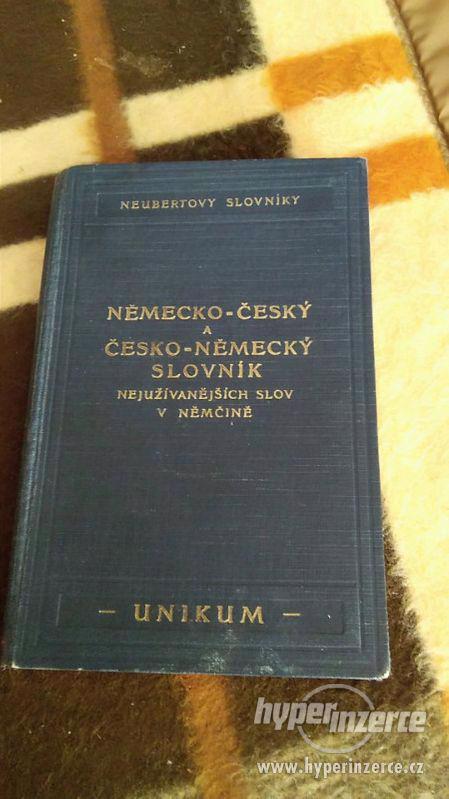 NEUBERTOVY SLOVNÍKY
NĚMECKO-ČESKÝ
A
ČESKO-NĚMECKÝ
SLOVNÍK
NEJUŽÍVANĚJŠÍCH SLOV
V NĚMČINĚ
- UNIKUM -
hyperinzerce
www.hyperinzerce.cz